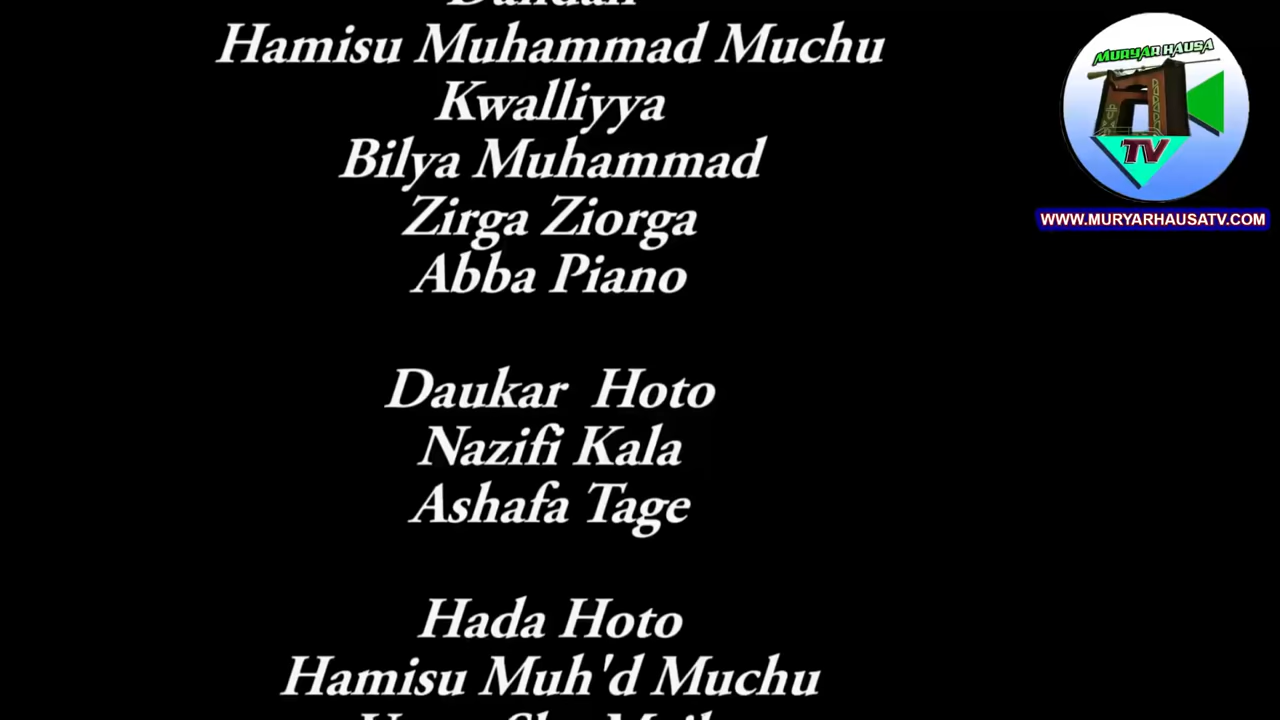 Hamisu Muhammad Muchu
Kwalliyya
Bilya Muhammad
Zirga Ziorga
Abba Piano
Daukar Hoto
Nazifi Kala
Ashafa Tage
Hada Hoto
Hamisu Muh'd Muchu
MURYAR HAUSA
TV
WWW.MURYARHAUSATV.COM